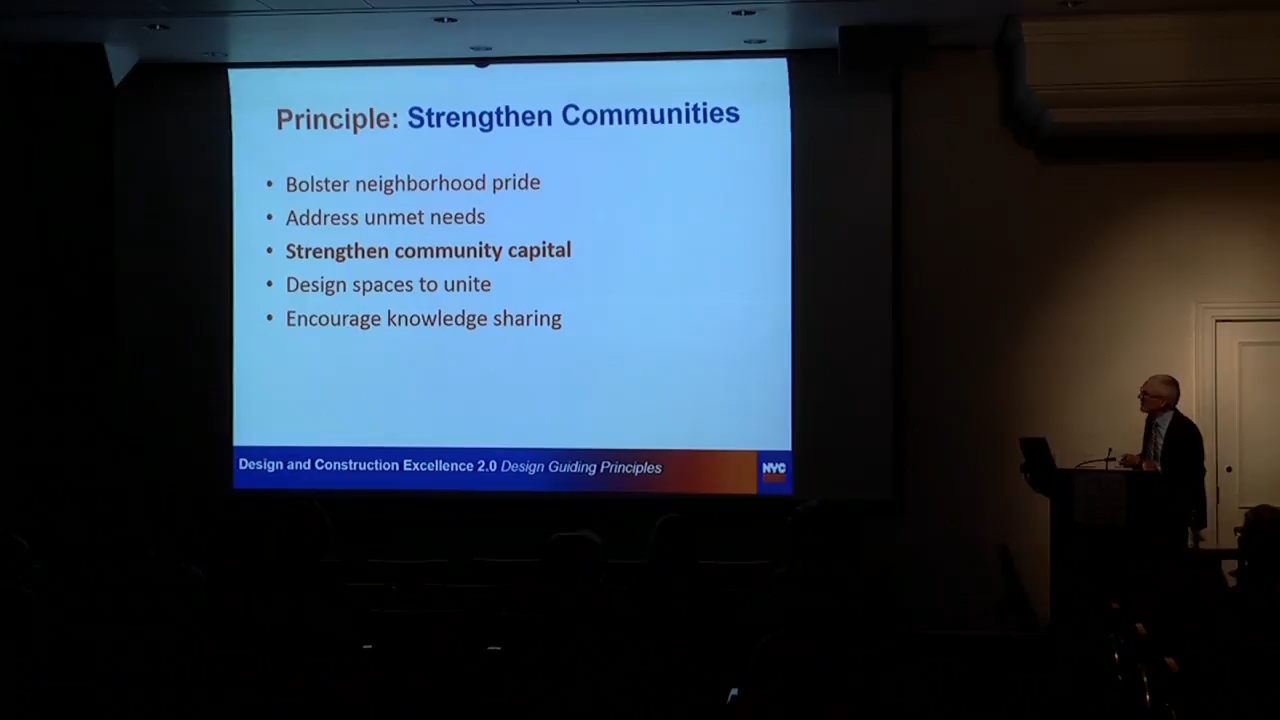 Principle: Strengthen Communities
• Bolster neighborhood pride
• Address unmet needs
• Strengthen community capital
• Design spaces to unite
• Encourage knowledge sharing
Design and Construction Excellence 2.0 Design Guiding Principles
NYC